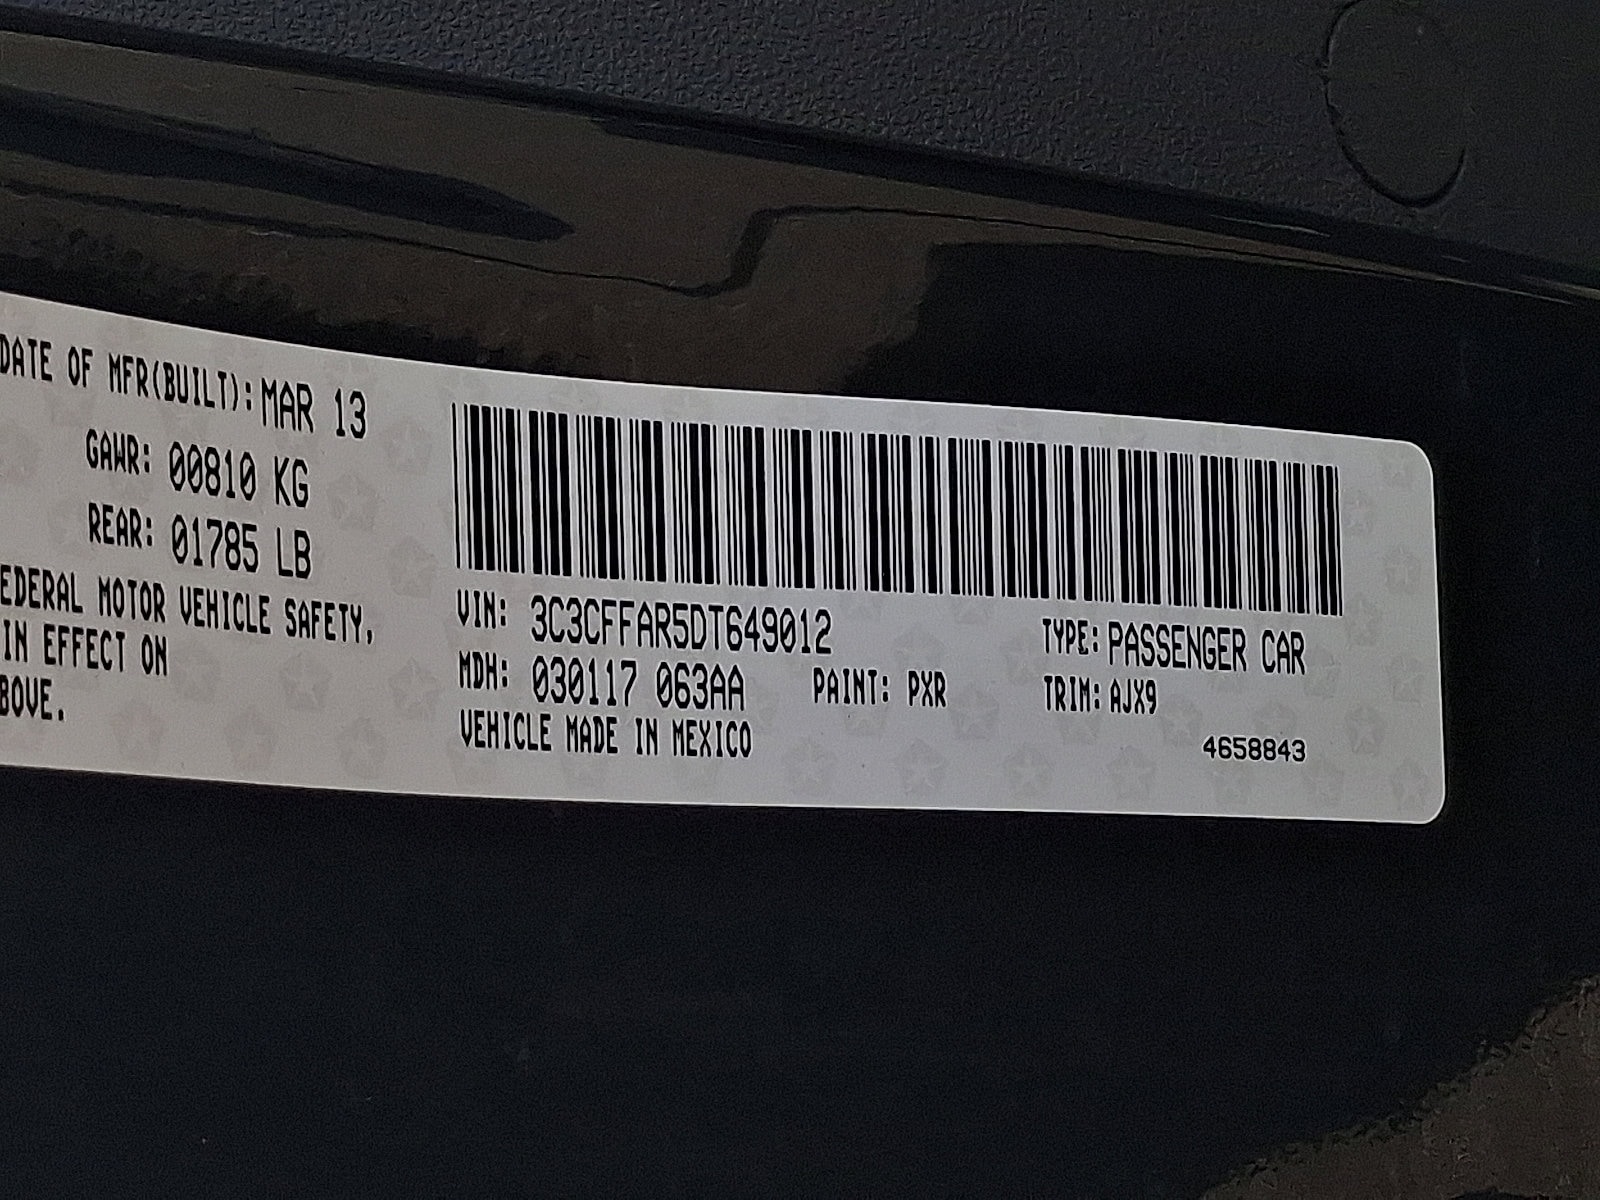 DATE OF MFR(BUILT): MAR 13
GAWR: 00810 KG
REAR: 01785 LB
EDERAL MOTOR VEHICLE SAFETY,
IN EFFECT ON
BOVE.
VIN: 3C3CFFAR5DT649012 TYPE: PASSENGER CAR
MDH: 030117 063AA PAINT: PXR TRIM: AJX9
VEHICLE MADE IN MEXICO 4658843